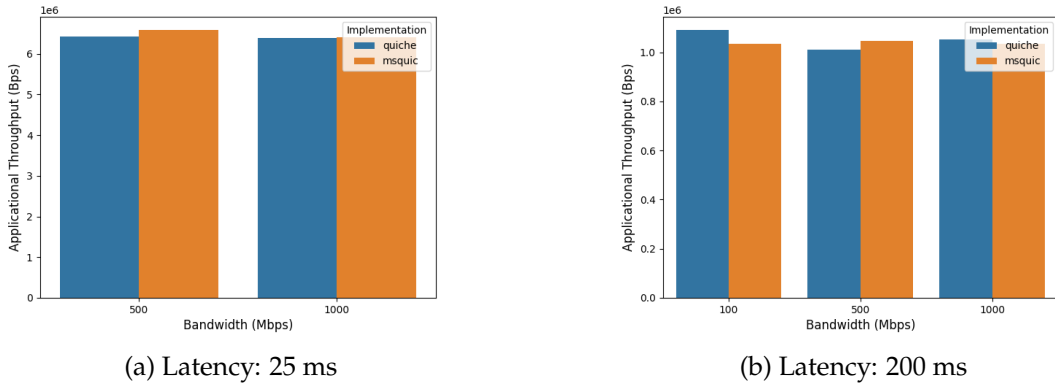 1e6
Applicational Throughput (Bps)
6
5
4
3
2
1
0
Implementation
quiche
msquic
500
1000
Bandwidth (Mbps)
(a) Latency: 25 ms
1e6
Applicational Throughput (Bps)
1.0
0.8
0.6
0.4
0.2
0.0
Implementation
quiche
msquic
100
500
1000
Bandwidth (Mbps)
(b) Latency: 200 ms